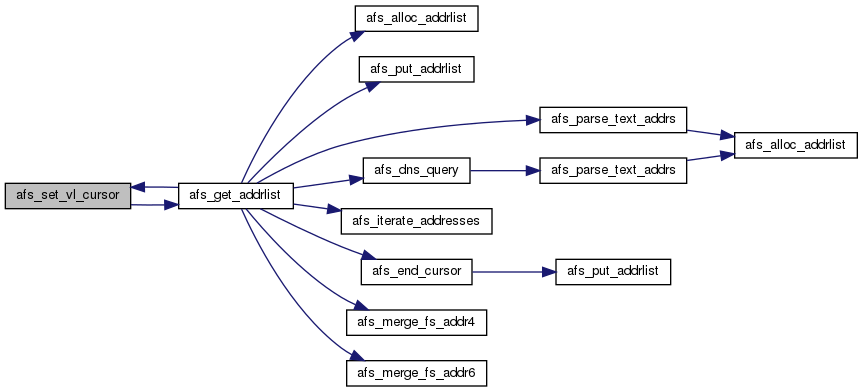 afs_alloc_addrlist
afs_put_addrlist
afs_parse_text_addrs
afs_alloc_addrlist
afs_dns_query
afs_parse_text_addrs
afs_set_vl_cursor
afs_get_addrlist
afs_iterate_addresses
afs_end_cursor
afs_put_addrlist
afs_merge_fs_addr4
afs_merge_fs_addr6